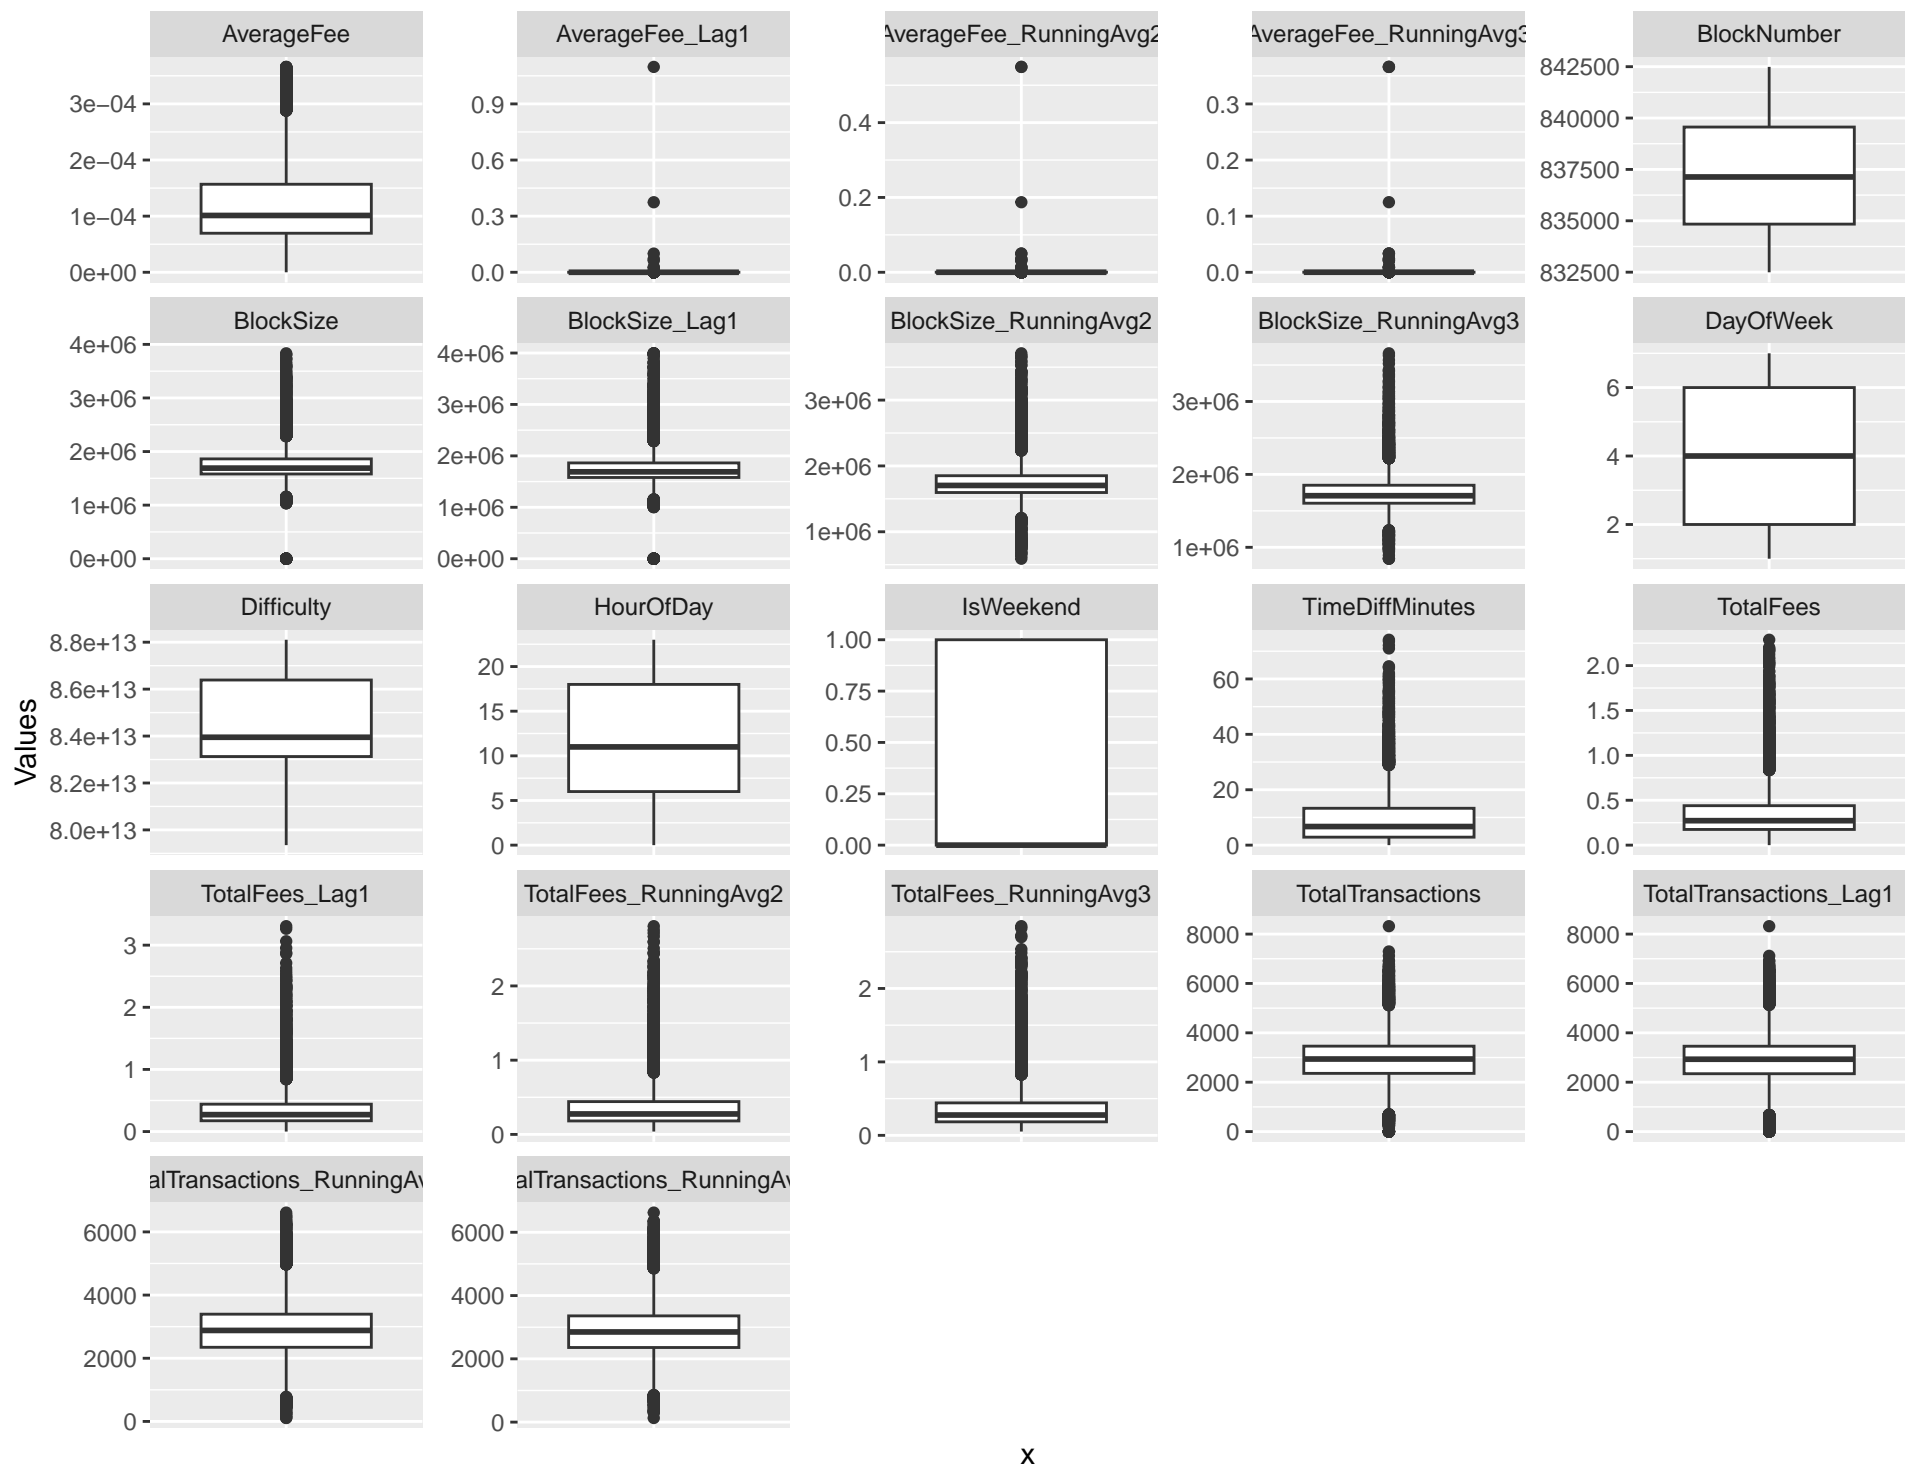 AverageFee
AverageFee_Lag1
AverageFee_RunningAvg2
AverageFee_RunningAvg3
BlockNumber
3e−04
2e−04
1e−04
0e+00
0.9
0.6
0.3
0.0
0.4
0.2
0.0
0.3
0.2
0.1
0.0
842500
840000
837500
835000
832500
BlockSize
BlockSize_Lag1
BlockSize_RunningAvg2
BlockSize_RunningAvg3
DayOfWeek
4e+06
3e+06
2e+06
1e+06
0e+00
4e+06
3e+06
2e+06
1e+06
0e+00
3e+06
2e+06
1e+06
3e+06
2e+06
1e+06
6
4
2
Difficulty
HourOfDay
IsWeekend
TimeDiffMinutes
TotalFees
8.8e+13
8.6e+13
8.4e+13
8.2e+13
8.0e+13
20
15
10
5
0
1.00
0.75
0.50
0.25
0.00
60
40
20
0
2.0
1.5
1.0
0.5
0.0
Values
TotalFees_Lag1
TotalFees_RunningAvg2
TotalFees_RunningAvg3
TotalTransactions
TotalTransactions_Lag1
3
2
1
0
2
1
0
2
1
0
8000
6000
4000
2000
0
8000
6000
4000
2000
0
alTransactions_RunningAv
alTransactions_RunningAv
6000
4000
2000
0
6000
4000
2000
0
x